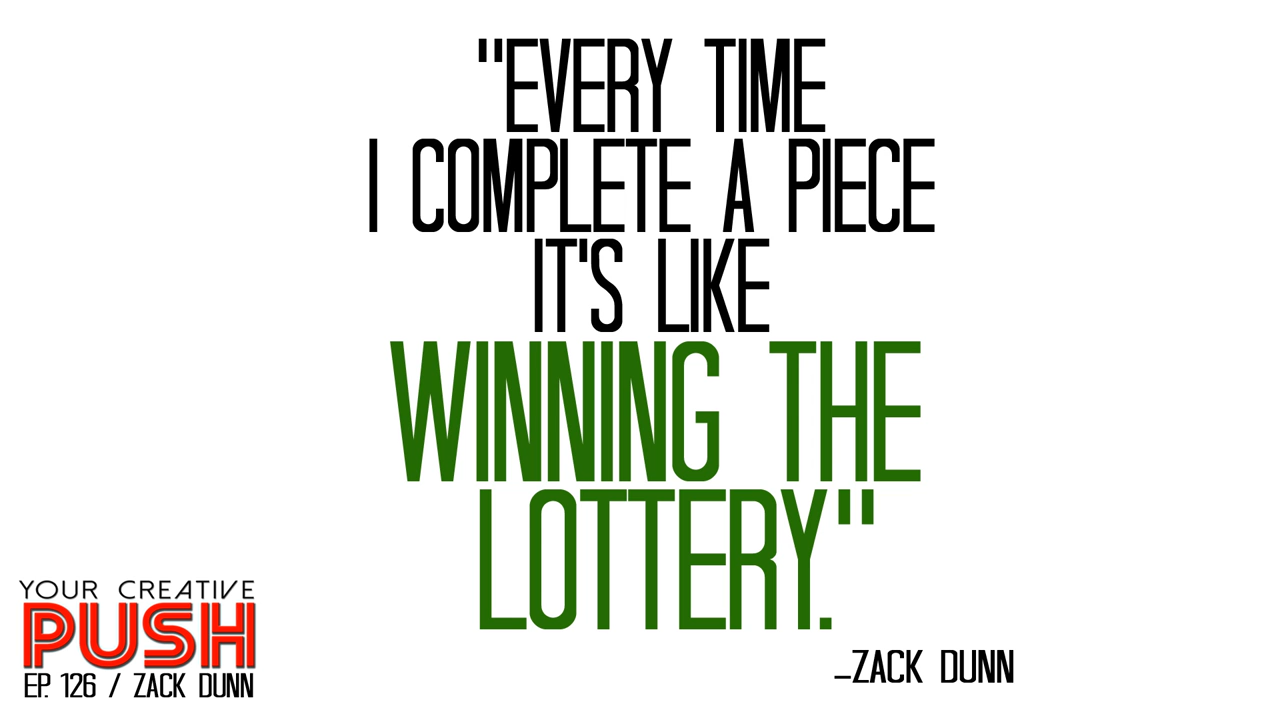 "EVERY TIME
I COMPLETE A PIECE
IT'S LIKE
WINNING THE
LOTTERY."
–ZACK DUNN
YOUR CREATIVE
PUSH
EP. 126 / ZACK DUNN